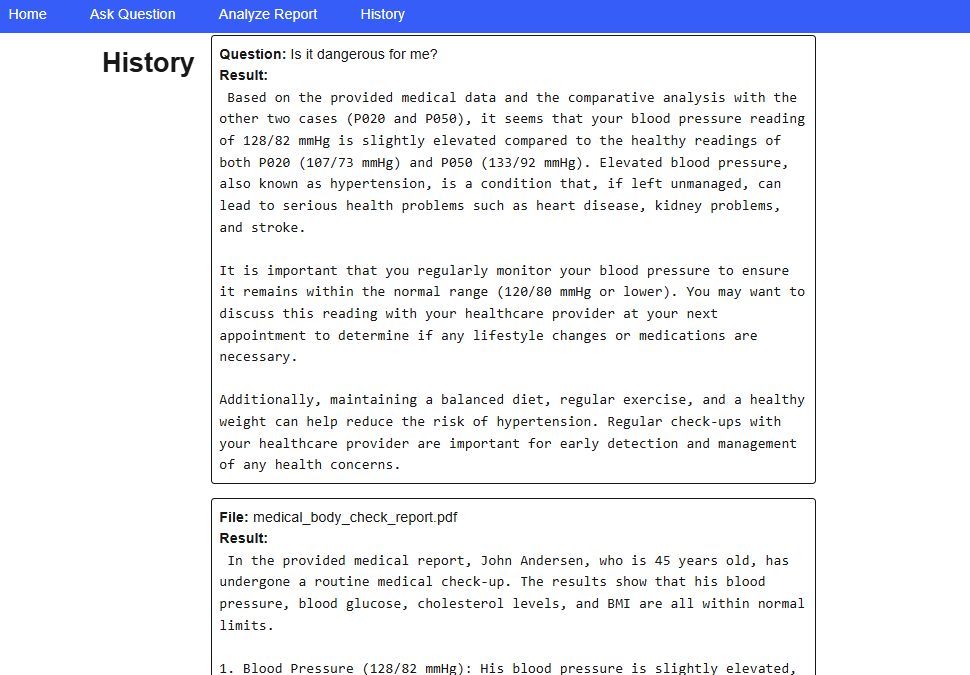 Home Ask Question Analyze Report History
History
Question: Is it dangerous for me?
Result:
Based on the provided medical data and the comparative analysis with the
other two cases (P020 and P050), it seems that your blood pressure reading
of 128/82 mmHg is slightly elevated compared to the healthy readings of
both P020 (107/73 mmHg) and P050 (133/92 mmHg). Elevated blood pressure,
also known as hypertension, is a condition that, if left unmanaged, can
lead to serious health problems such as heart disease, kidney problems,
and stroke.
It is important that you regularly monitor your blood pressure to ensure
it remains within the normal range (120/80 mmHg or lower). You may want to
discuss this reading with your healthcare provider at your next
appointment to determine if any lifestyle changes or medications are
necessary.
Additionally, maintaining a balanced diet, regular exercise, and a healthy
weight can help reduce the risk of hypertension. Regular check-ups with
your healthcare provider are important for early detection and management
of any health concerns.
File: medical_body_check_report.pdf
Result:
In the provided medical report, John Andersen, who is 45 years old, has
undergone a routine medical check-up. The results show that his blood
pressure, blood glucose, cholesterol levels, and BMI are all within normal
limits.
1. Blood Pressure (128/82 mmHg): His blood pressure is slightly elevated,